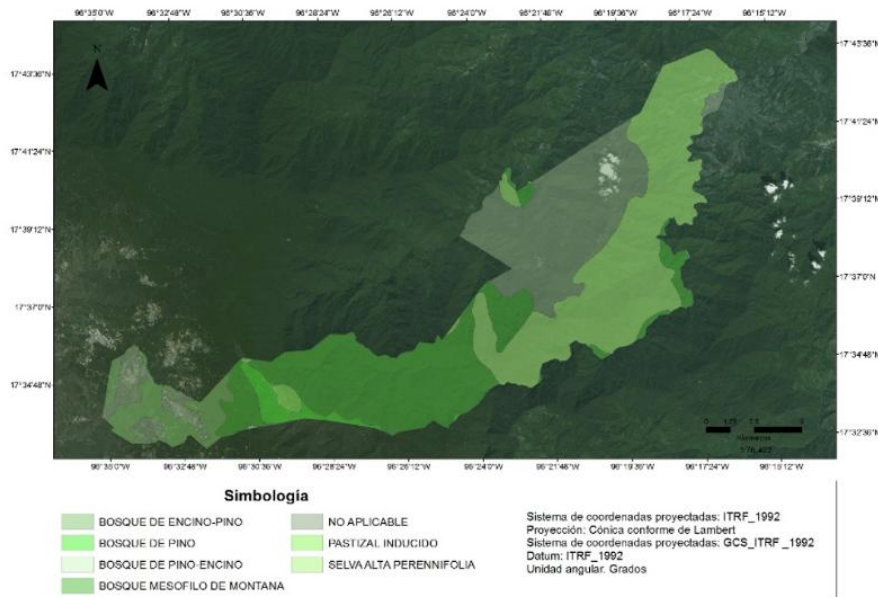 96°35'0"W 96°32'48"W 96°30'36"W 96°28'24"W 96°26'12"W 96°24'0"W 96°21'48"W 96°19'36"W 96°17'24"W 96°15'12"W
N
17°43'36"N
17°41'24"N
17°39'12"N
17°37'0"N
17°34'48"N
17°43'36"N
17°41'24"N
17°39'12"N
17°37'0"N
17°34'48"N
17°32'36"N
96°35'0"W 96°32'48"W 96°30'36"W 96°28'24"W 96°26'12"W 96°24'0"W 96°21'48"W 96°19'36"W 96°17'24"W 96°15'12"W
Simbología
BOSQUE DE ENCINO-PINO
BOSQUE DE PINO
BOSQUE DE PINO-ENCINO
BOSQUE MESOFILO DE MONTANA
NO APLICABLE
PASTIZAL INDUCIDO
SELVA ALTA PERENNIFOLIA
Sistema de coordenadas proyectadas: ITRF_1992
Proyección: Cónica conforme de Lambert
Sistema de coordenadas proyectadas: GCS_ITRF _1992
Datum: ITRF_1992
Unidad angular. Grados